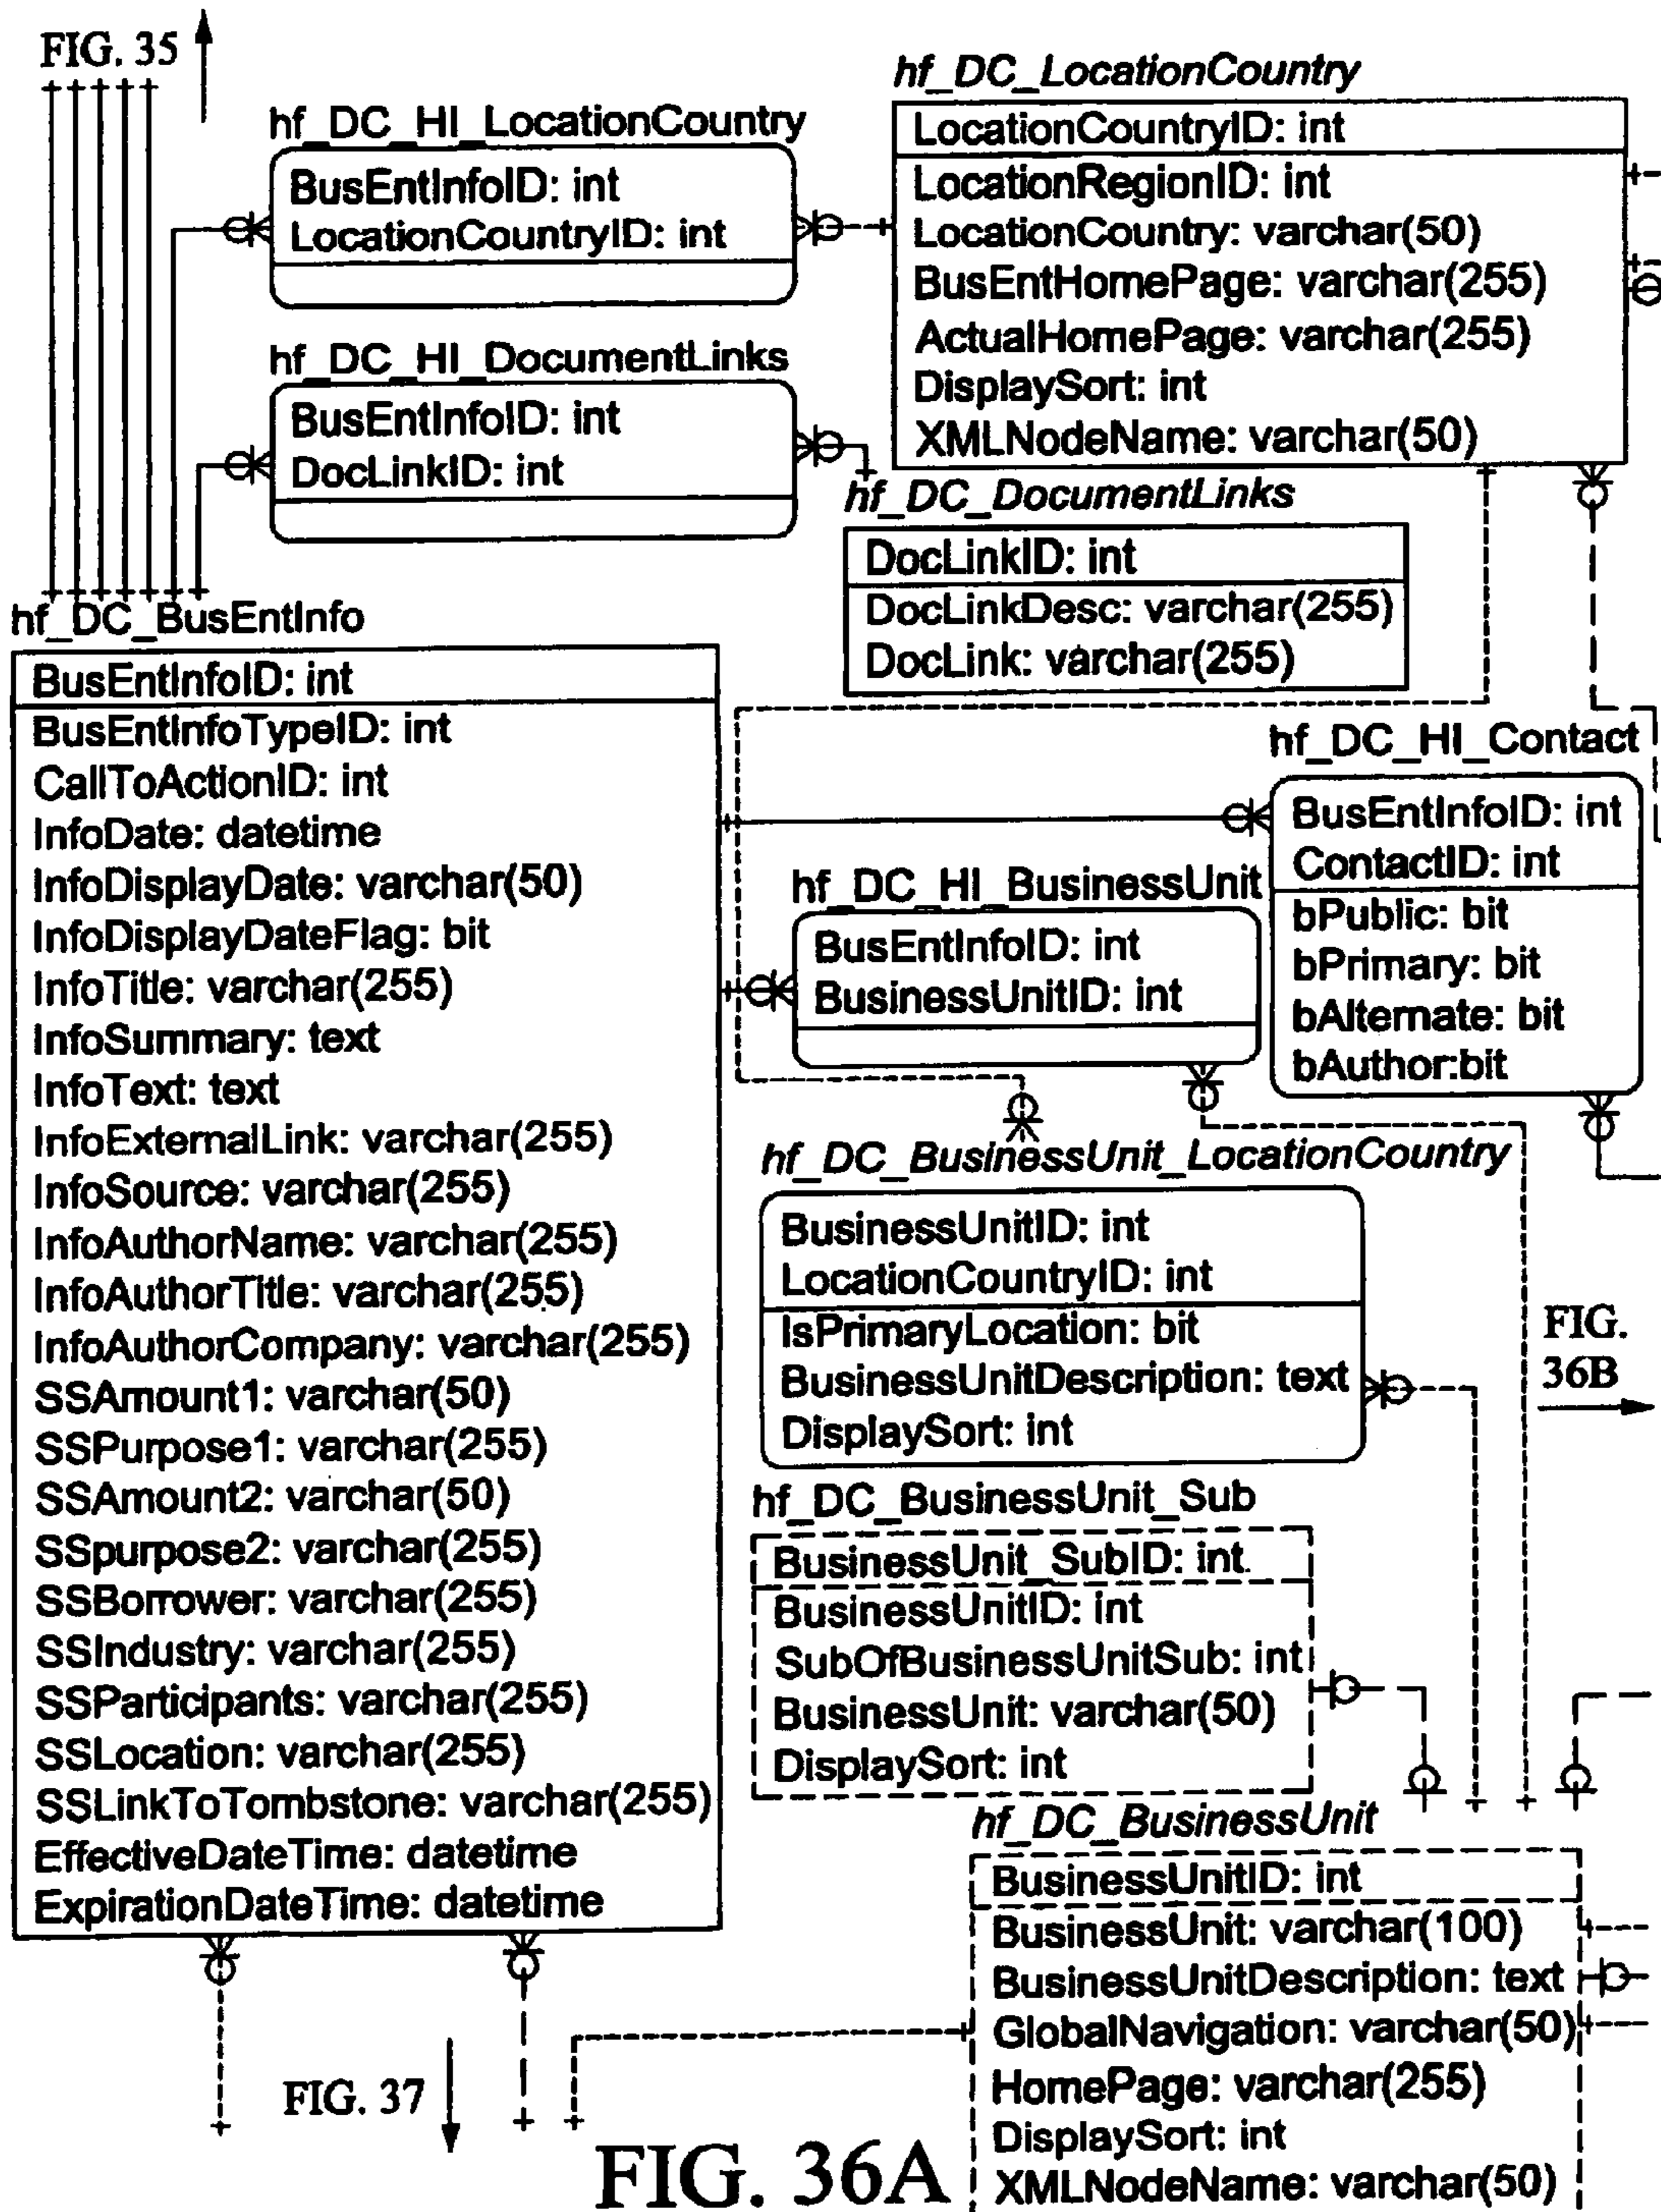 FIG. 35
hf_DC_HI_LocationCountry
BusEntInfoID: int
LocationCountryID: int
hf_DC_HI_DocumentLinks
BusEntInfoID: int
DocLinkID: int
hf_DC_LocationCountry
LocationCountryID: int
LocationRegionID: int
LocationCountry: varchar(50)
BusEntHomePage: varchar(255)
ActualHomePage: varchar(255)
DisplaySort: int
XMLNodeName: varchar(50)
hf_DC_DocumentLinks
DocLinkID: int
DocLinkDesc: varchar(255)
DocLink: varchar(255)
hf_DC_BusEntInfo
BusEntInfoID: int
BusEntInfoTypeID: int
CallToActionID: int
InfoDate: datetime
InfoDisplayDate: varchar(50)
InfoDisplayDateFlag: bit
InfoTitle: varchar(255)
InfoSummary: text
InfoText: text
InfoExternalLink: varchar(255)
InfoSource: varchar(255)
InfoAuthorName: varchar(255)
InfoAuthorTitle: varchar(255)
InfoAuthorCompany: varchar(255)
SSAmount1: varchar(50)
SSPurpose1: varchar(255)
SSAmount2: varchar(50)
SSpurpose2: varchar(255)
SSBorrower: varchar(255)
SSIndustry: varchar(255)
SSParticipants: varchar(255)
SSLocation: varchar(255)
SSLinkToTombstone: varchar(255)
EffectiveDateTime: datetime
ExpirationDateTime: datetime
hf_DC_HI_Contact
BusEntInfoID: int
ContactID: int
bPublic: bit
bPrimary: bit
bAlternate: bit
bAuthor:bit
hf_DC_HI_BusinessUnit
BusEntInfoID: int
BusinessUnitID: int
hf_DC_BusinessUnit_LocationCountry
BusinessUnitID: int
LocationCountryID: int
IsPrimaryLocation: bit
BusinessUnitDescription: text
DisplaySort: int
FIG.
36B
hf_DC_BusinessUnit_Sub
BusinessUnit_SubID: int
BusinessUnitID: int
SubOfBusinessUnitSub: int
BusinessUnit: varchar(50)
DisplaySort: int
hf_DC_BusinessUnit
BusinessUnitID: int
BusinessUnit: varchar(100)
BusinessUnitDescription: text
GlobalNavigation: varchar(50)
HomePage: varchar(255)
DisplaySort: int
XMLNodeName: varchar(50)
FIG. 37
FIG. 36A